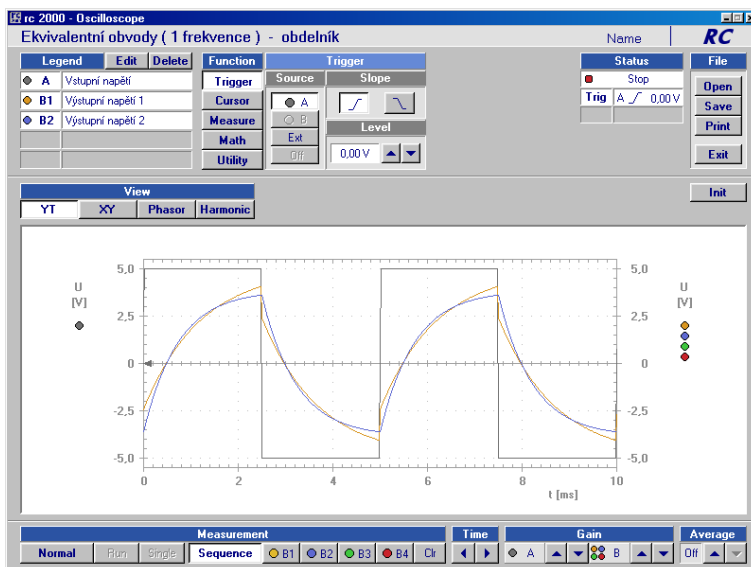 rc 2000 - Oscilloscope
Ekvivalentní obvody ( 1 frekvence ) - obdelník
Name
RC
Legend Edit Delete
A Vstupní napětí
B1 Výstupní napětí 1
B2 Výstupní napětí 2
Function
Trigger
Cursor
Measure
Math
Utility
Trigger
Source Slope
A
B
Ext
Off
Level
0,00 V
Status
Stop
Trig A 0,00 V
File
Open
Save
Print
Exit
View
YT XY Phasor Harmonic
Init
U
[V]
5,0
2,5
0
-2,5
-5,0
5,0
2,5
0
-2,5
-5,0
U
[V]
0 2 4 6 8 10
t [ms]
Measurement Time Gain Average
Normal Run Single Sequence B1 B2 B3 B4 Clr A B Off